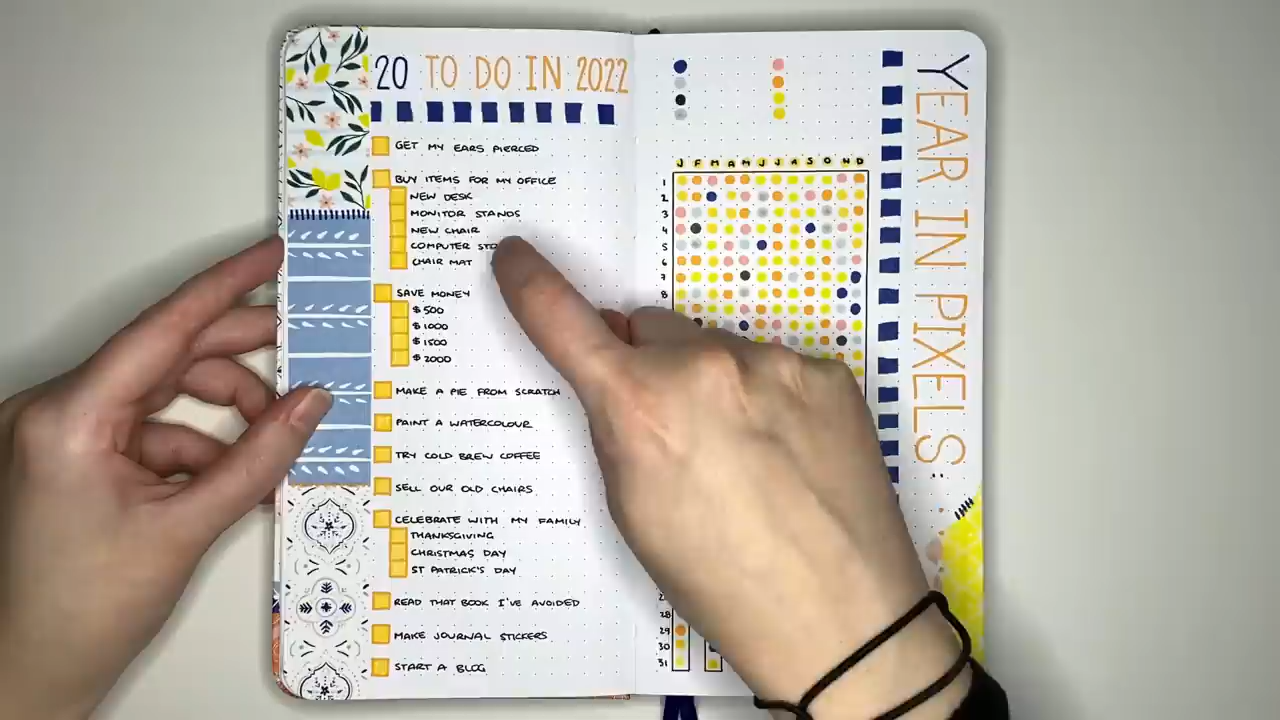 20 TO DO IN 2022
GET MY EARS PIERCED
BUY ITEMS FOR MY OFFICE
NEW DESK
MONITOR STANDS
NEW CHAIR
COMPUTER
CHAIR MAT
SAVE MONEY
$500
$1000
$1500
$2000
MAKE A PIE FROM SCRATCH
PAINT A WATERCOLOUR
TRY COLD BREW COFFEE
SELL OUR OLD CHAIRS
CELEBRATE WITH MY FAMILY
THANKSGIVING
CHRISTMAS DAY
ST PATRICK'S DAY
READ THAT BOOK I'VE AVOIDED
MAKE JOURNAL STICKERS
START A BLOG
YEAR IN PIXELS:
J F M A M J J A S O N D
1
2
3
4
5
6
7
8
28
29
30
31